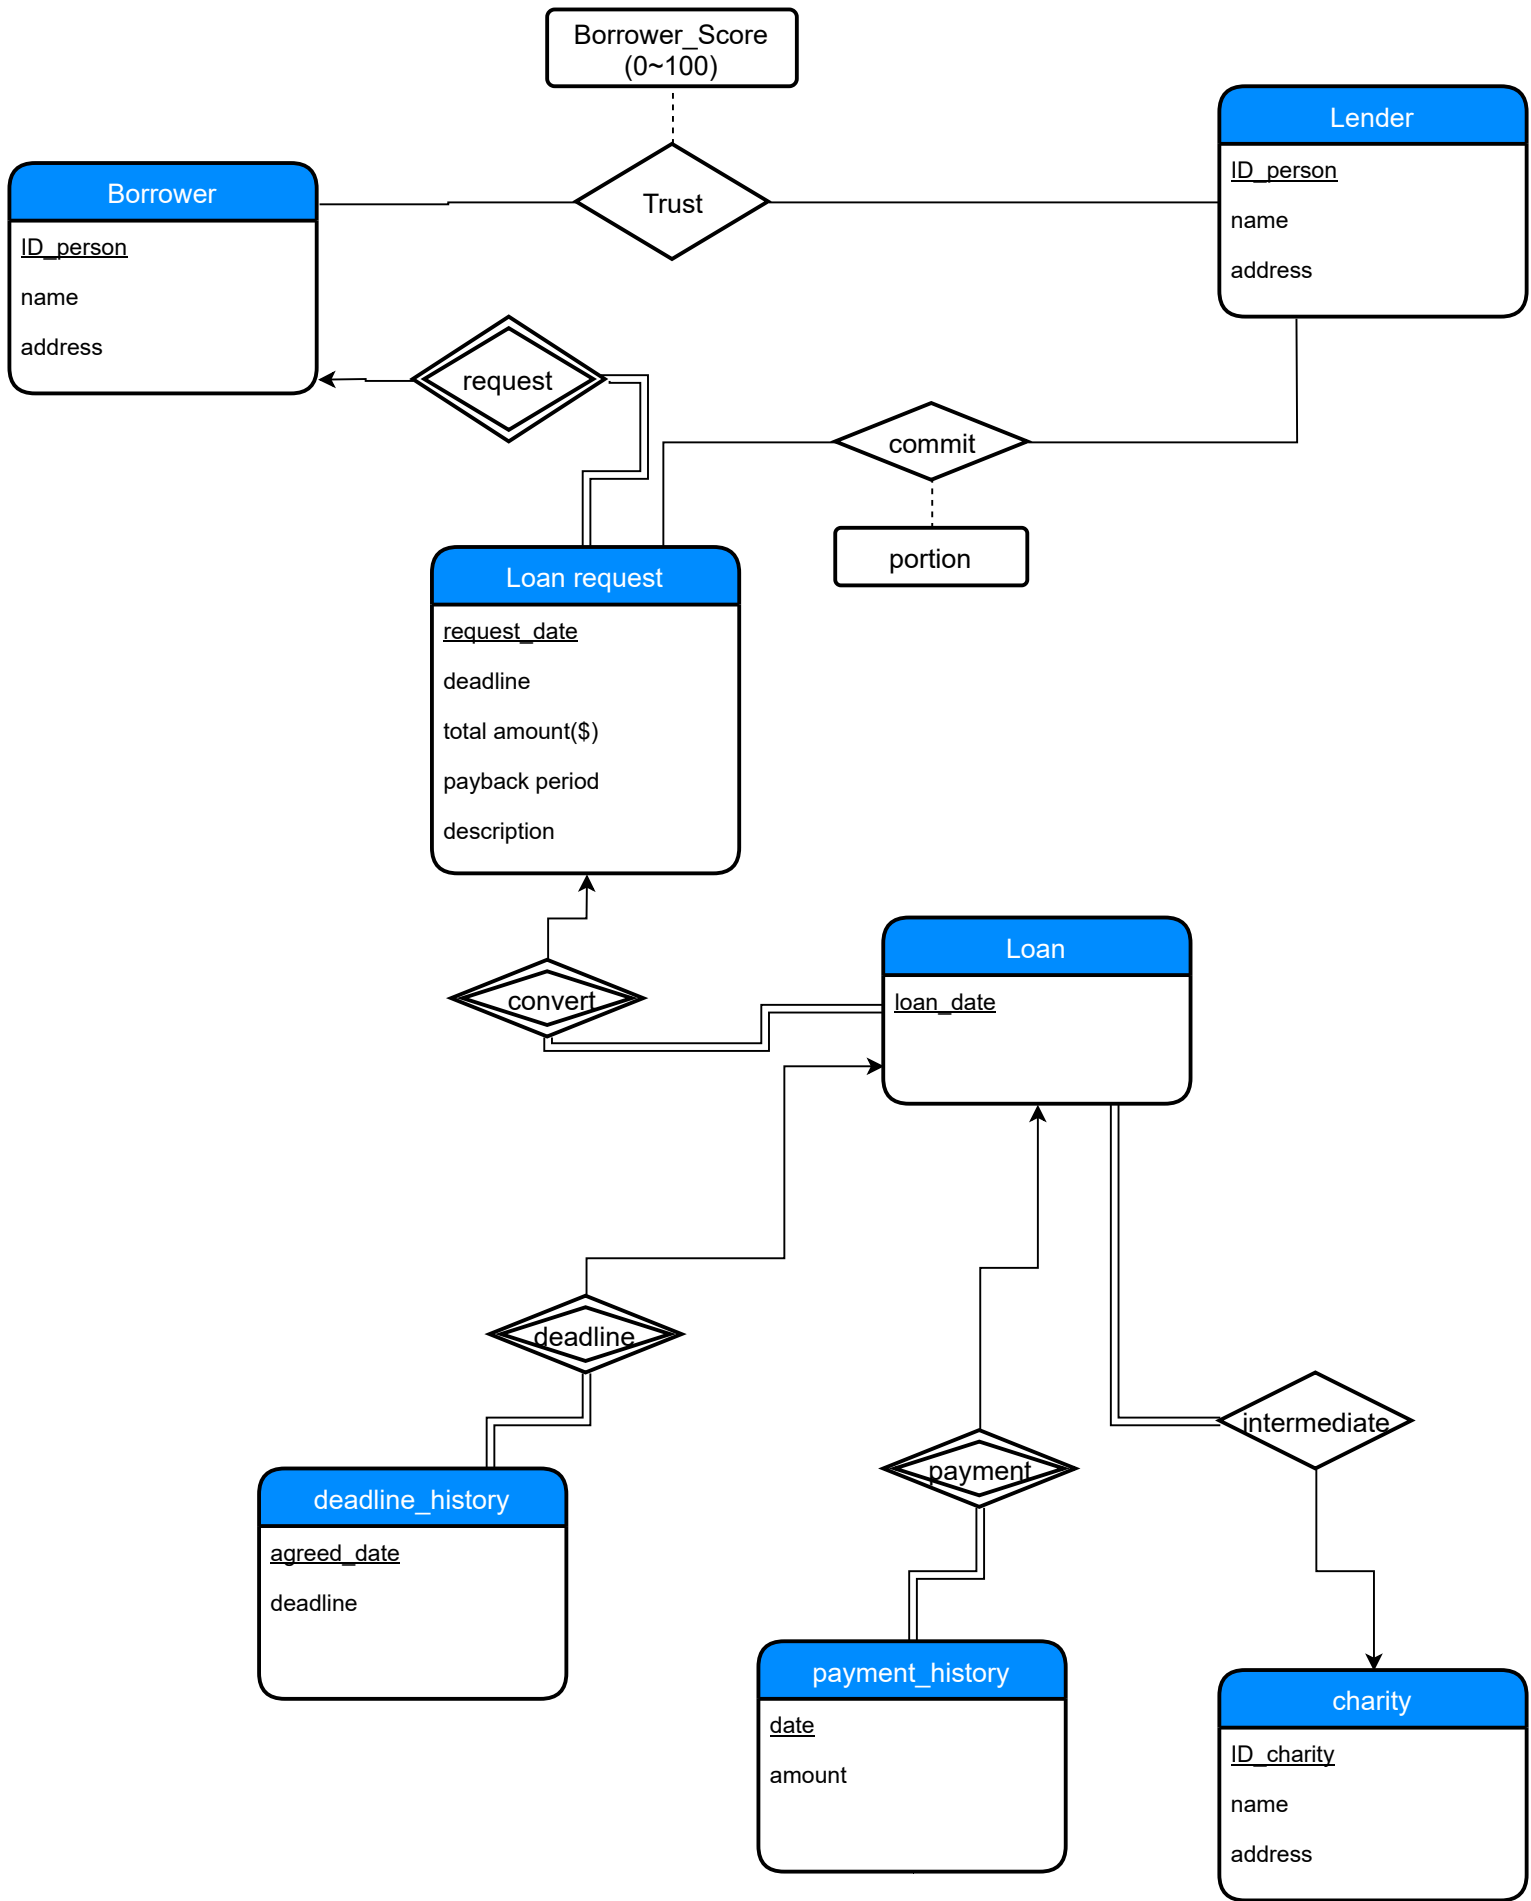 Borrower_Score
(0~100)
Lender
ID_person
name
address
Borrower
ID_person
name
address
Trust
request
commit
portion
Loan request
request_date
deadline
total amount($)
payback period
description
convert
Loan
loan_date
deadline
deadline_history
agreed_date
deadline
payment
intermediate
payment_history
date
amount
charity
ID_charity
name
address